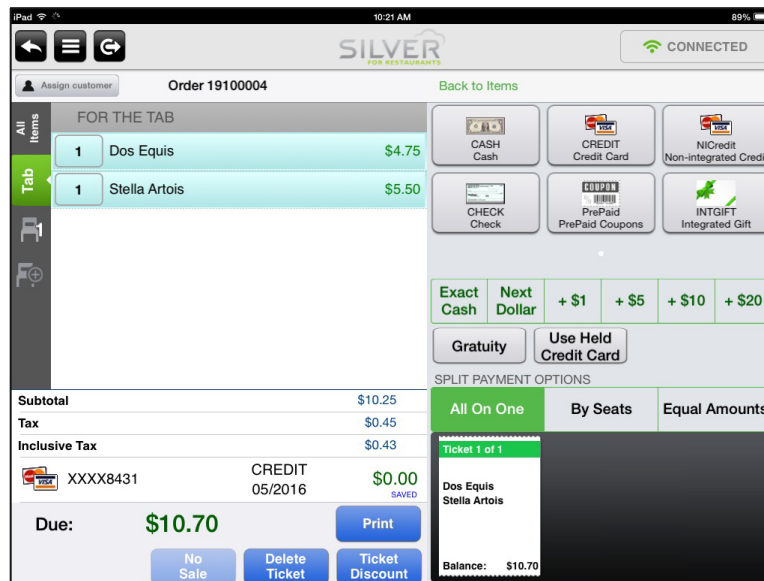 iPad 10:21 AM 89%
SILVER
FOR RESTAURANTS
CONNECTED
Assign customer Order 19100004 Back to Items
All Items
Tab
1
FOR THE TAB
1 Dos Equis $4.75
1 Stella Artois $5.50
Subtotal $10.25
Tax $0.45
Inclusive Tax $0.43
VISA XXXX8431 CREDIT 05/2016 $0.00 SAVED
Due: $10.70 Print
No Sale
Delete Ticket
Ticket Discount
CASH
Cash
VISA
CREDIT
Credit Card
VISA
NICredit
Non-integrated Credi
CHECK
Check
COUPON
PrePaid
PrePaid Coupons
INTGIFT
Integrated Gift
Exact Cash
Next Dollar
+ $1
+ $5
+ $10
+ $20
Gratuity
Use Held Credit Card
SPLIT PAYMENT OPTIONS
All On One By Seats Equal Amounts
Ticket 1 of 1
Dos Equis
Stella Artois
Balance: $10.70